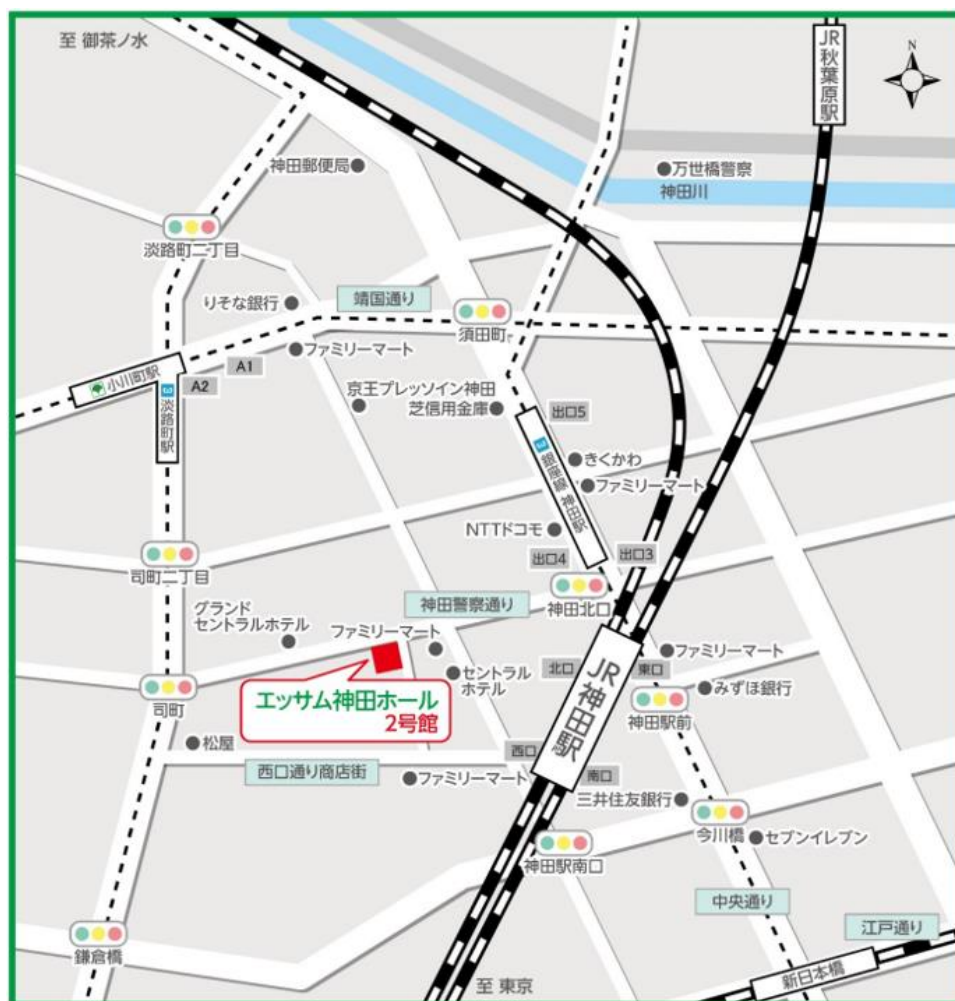 至 御茶ノ水
JR秋葉原駅
N
神田郵便局
万世橋警察
神田川
淡路町二丁目
りそな銀行
靖国通り
須田町
ファミリーマート
小川町駅
A1
A2
淡路町駅
京王プレッソイン神田
芝信用金庫
出口5
銀座線 神田駅
きくかわ
ファミリーマート
NTTドコモ
出口4
出口3
司町二丁目
神田北口
神田警察通り
グランド
セントラルホテル
ファミリーマート
セントラル
ホテル
エッサム神田ホール
2号館
北口
JR神田駅
東口
ファミリーマート
みずほ銀行
神田駅前
司町
松屋
西口
西口通り商店街
ファミリーマート
南口
三井住友銀行
今川橋
セブンイレブン
神田駅南口
中央通り
江戸通り
鎌倉橋
新日本橋
至 東京